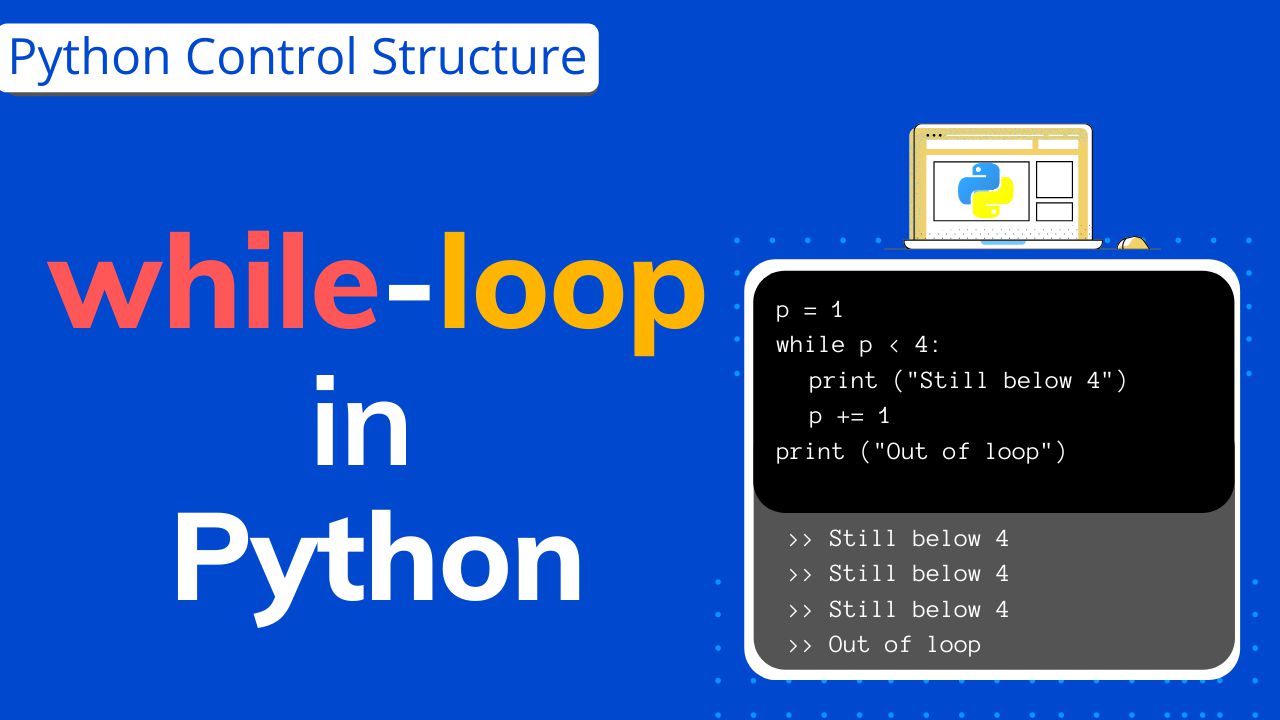 Python Control Structure
while-loop
in
Python
p = 1
while p < 4:
print ("Still below 4")
p += 1
print ("Out of loop")
>> Still below 4
>> Still below 4
>> Still below 4
>> Out of loop